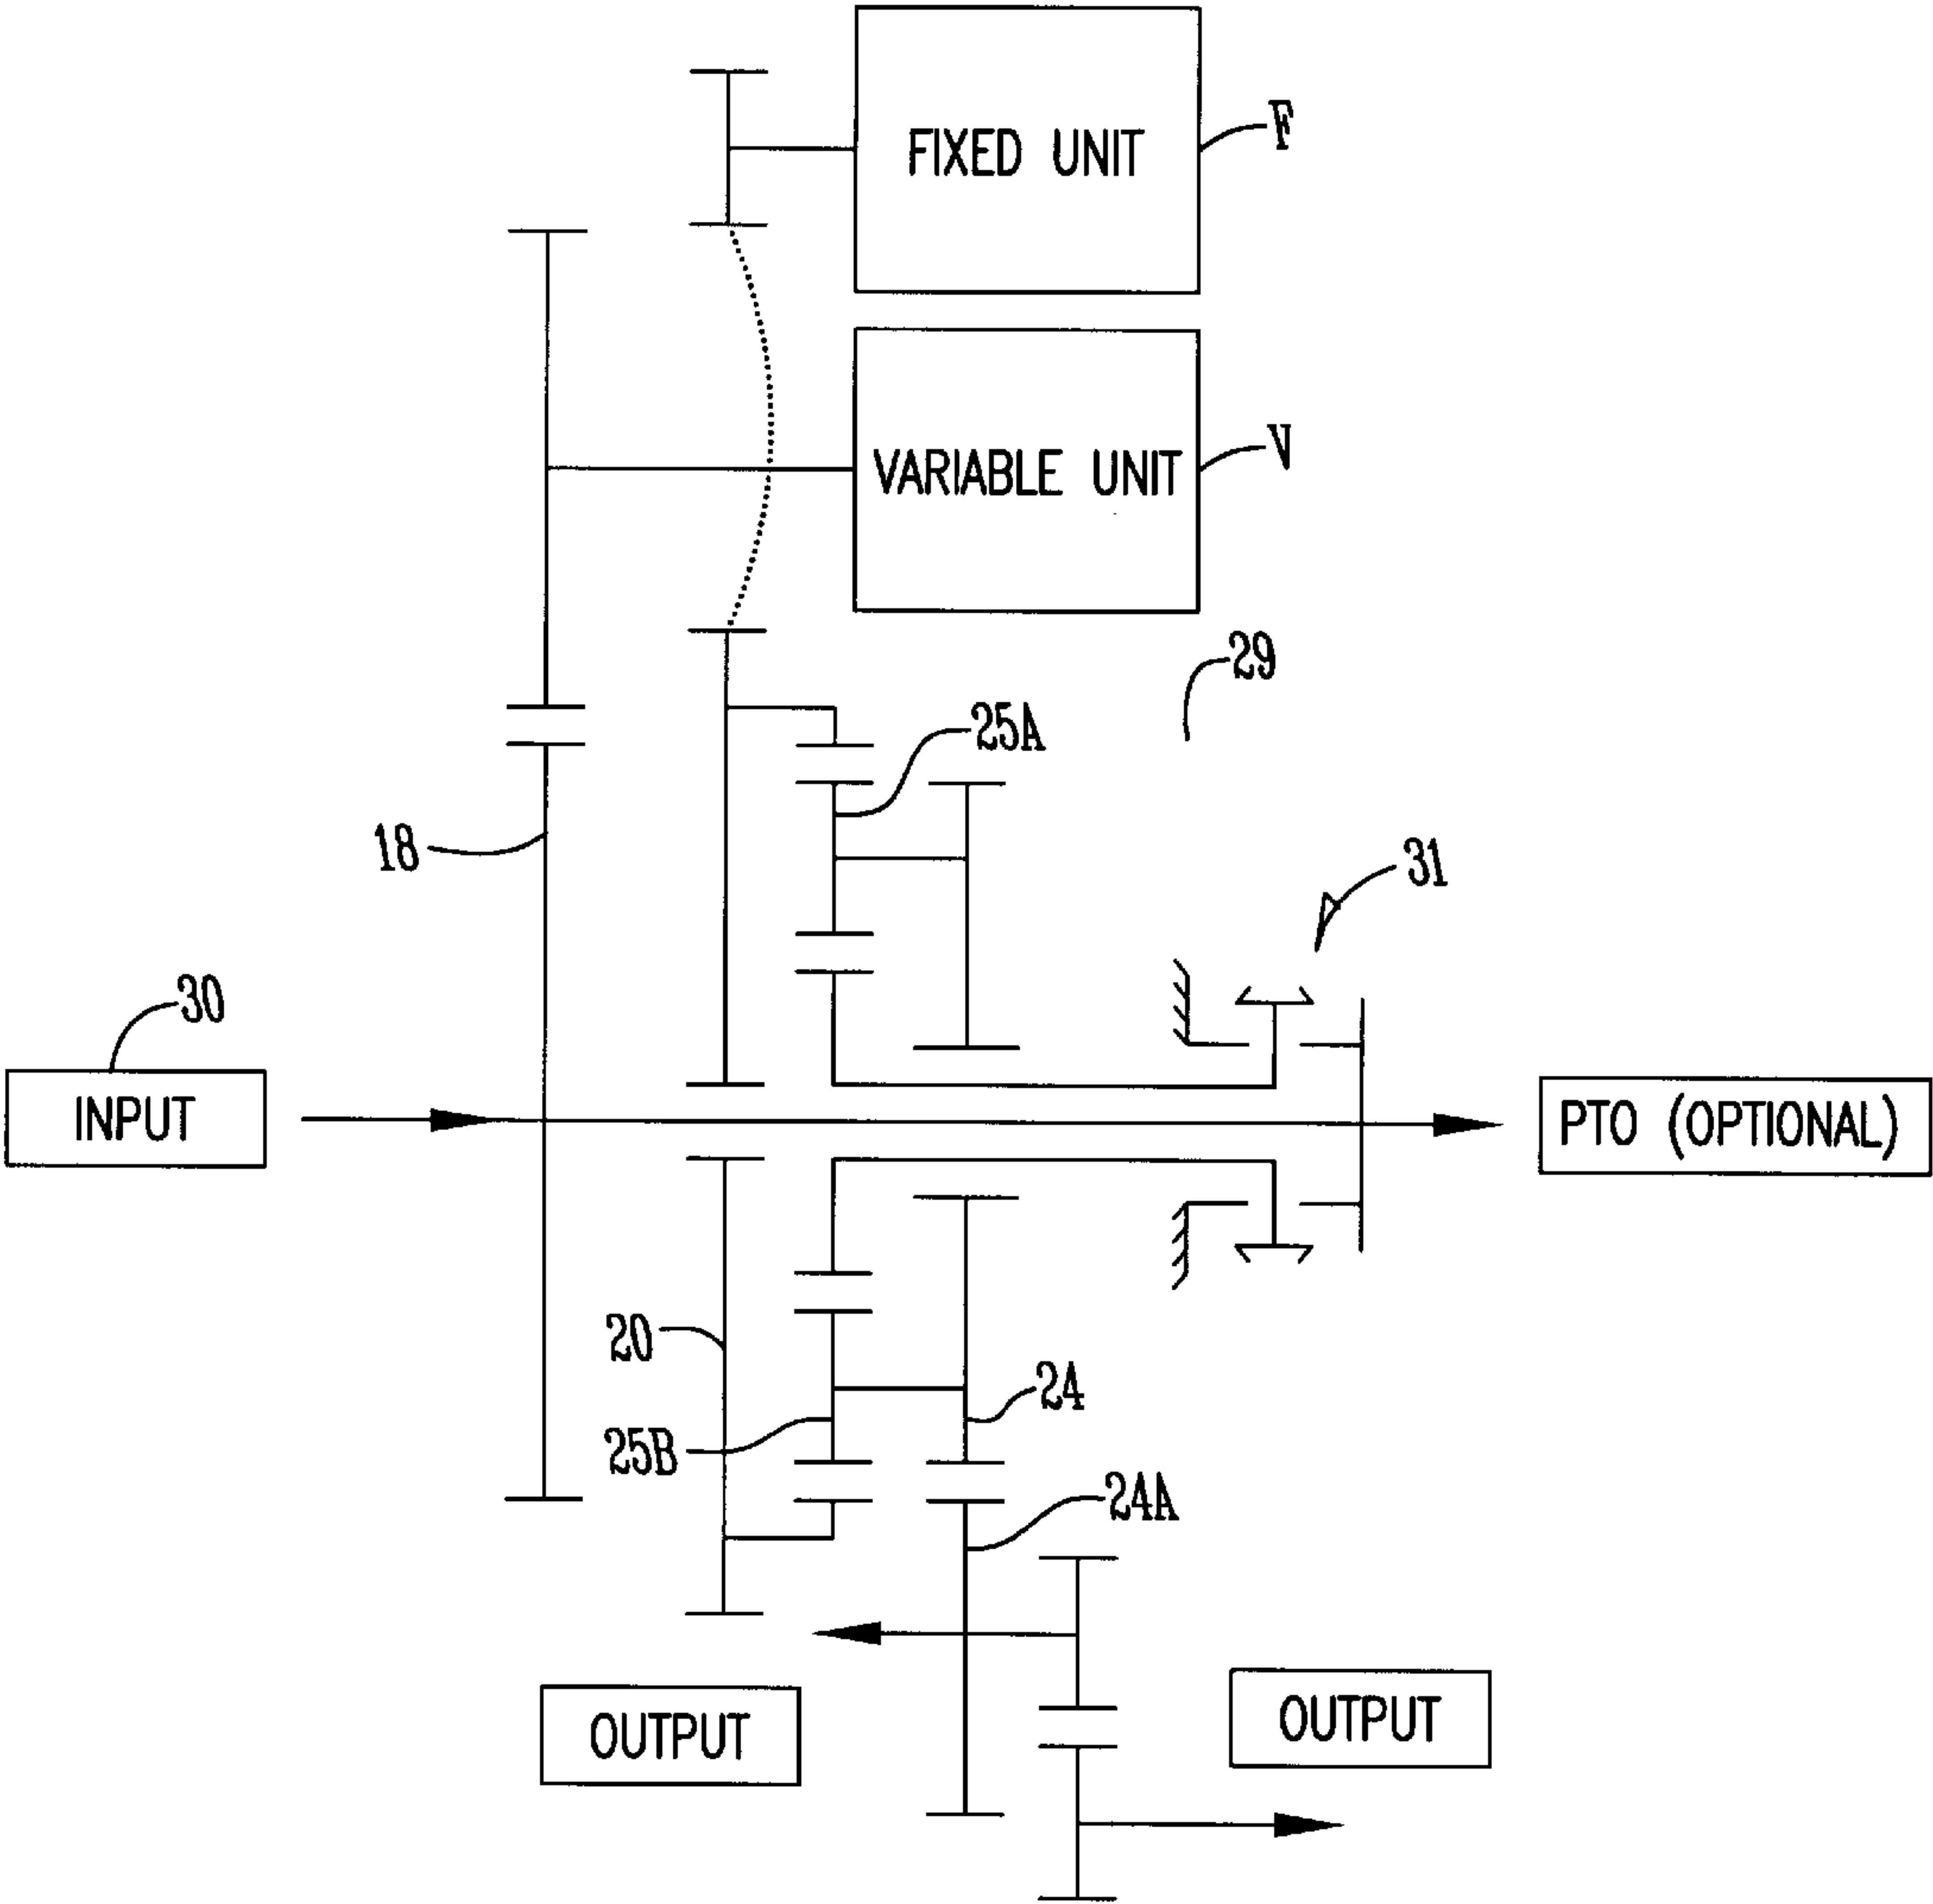 FIXED UNIT
F
VARIABLE UNIT
V
29
25A
18
31
30
INPUT
PTO (OPTIONAL)
20
24
25B
24A
OUTPUT
OUTPUT